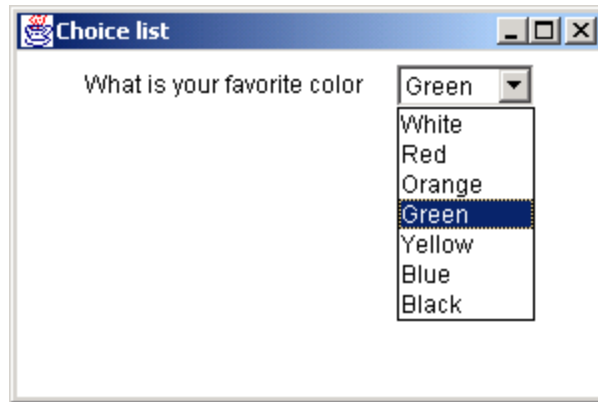 Choice list
What is your favorite color Green
White
Red
Orange
Green
Yellow
Blue
Black